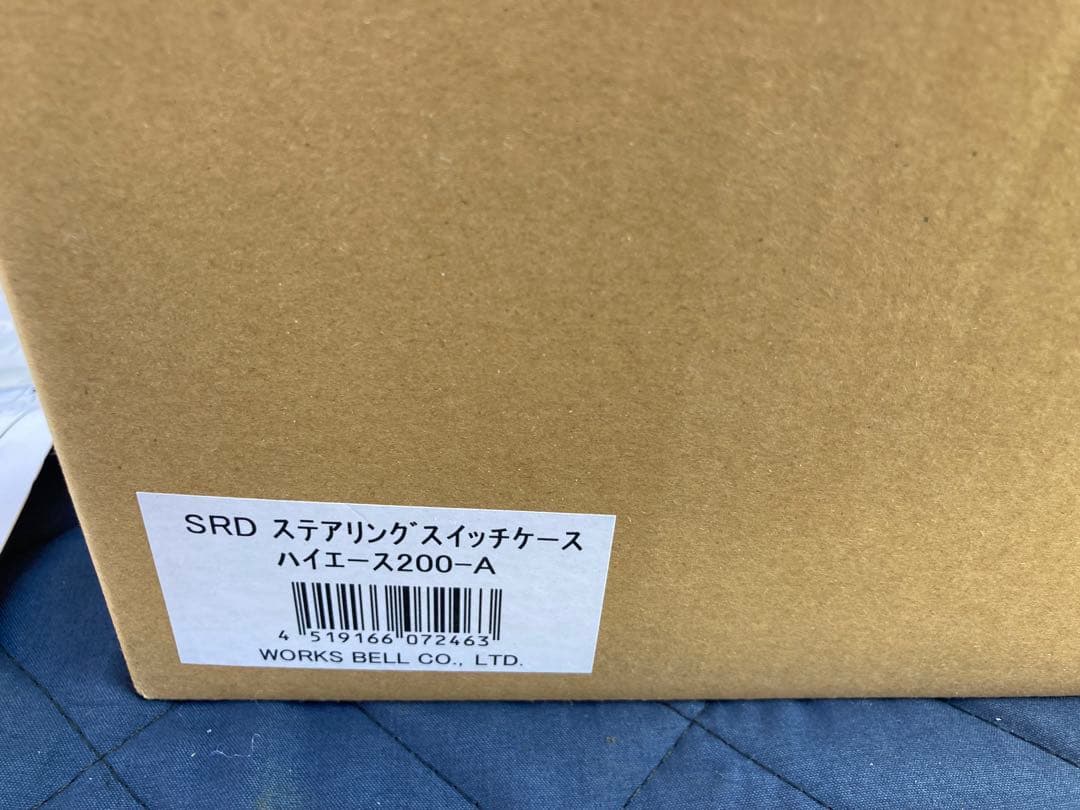 SRD ステアリングスイッチケース
ハイエース200-A
4 519166 072463
WORKS BELL CO., LTD.